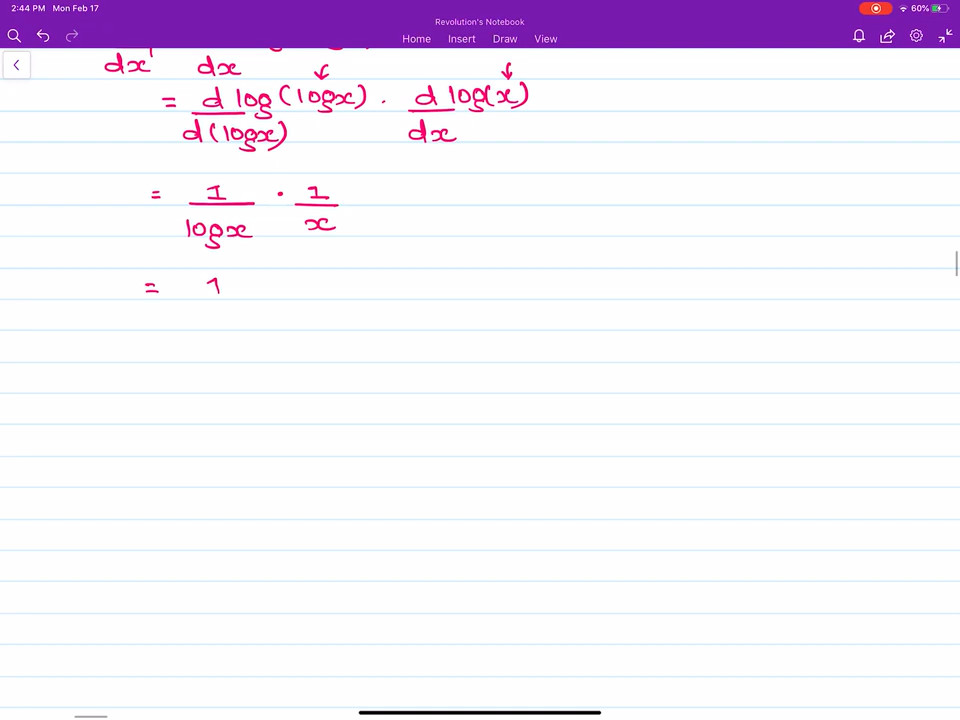 2:44 PM Mon Feb 17
60%
Revolution's Notebook
Home Insert Draw View
dx dx
= d log(logx) . d log(x)
d(logx) dx
= 1 . 1
logx x
= 1